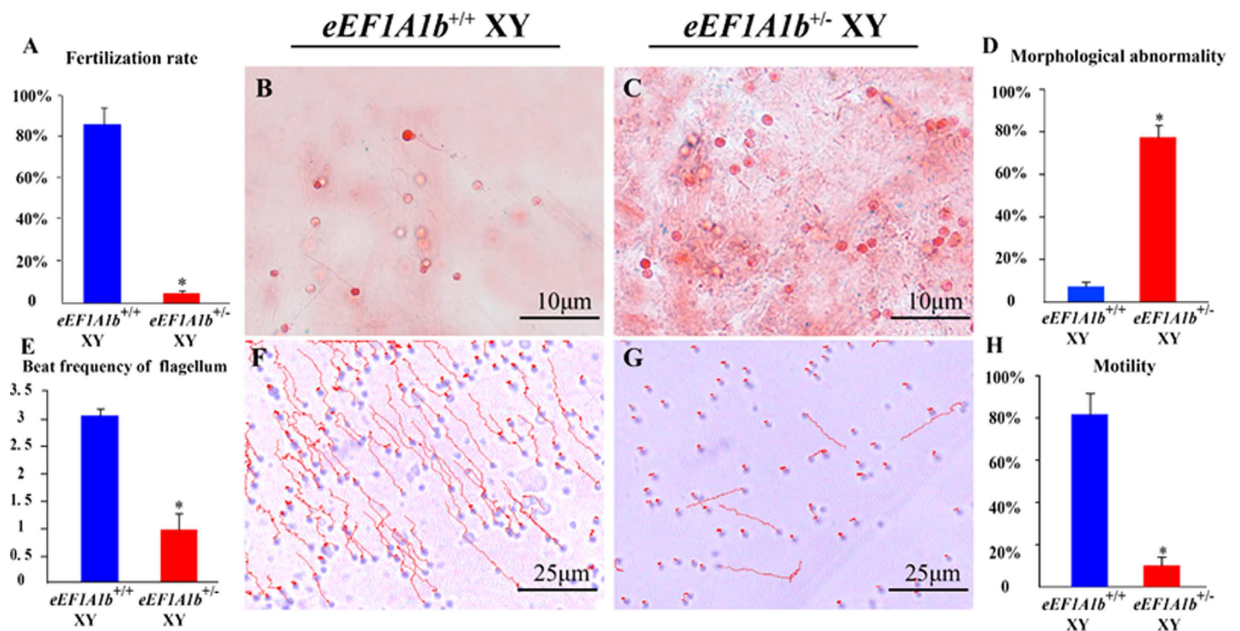 eEF1A1b+/+ XY
eEF1A1b+/- XY
A
Fertilization rate
100%
80%
60%
40%
20%
0
eEF1A1b+/+
XY
eEF1A1b+/-
XY
B
10μm
C
10μm
D
Morphological abnormality
100%
80%
60%
40%
20%
0
eEF1A1b+/+
XY
eEF1A1b+/-
XY
*
*
E
Beat frequency of flagellum
3.5
3
2.5
2
1.5
1
0.5
0
*
eEF1A1b+/+
XY
eEF1A1b+/-
XY
F
25μm
G
25μm
H
Motility
100%
80%
60%
40%
20%
0
*
eEF1A1b+/+
XY
eEF1A1b+/-
XY